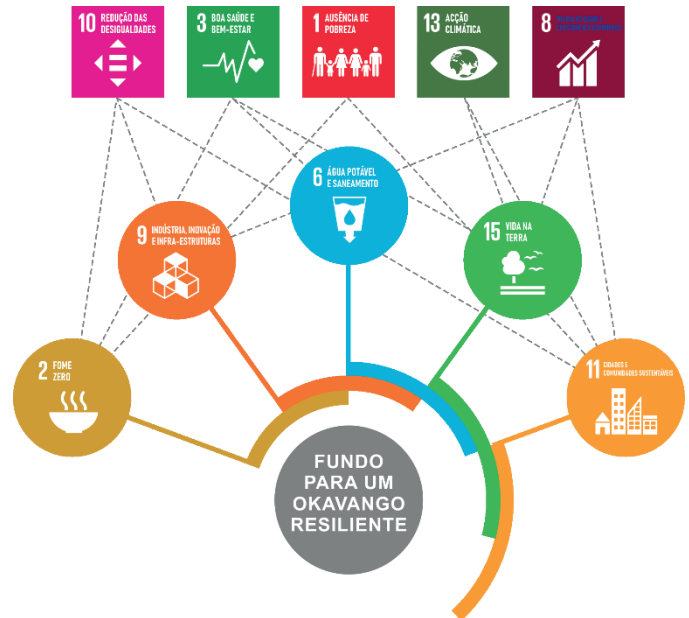 10 REDUÇÃO DAS
DESIGUALDADES
3 BOA SAÚDE E
BEM-ESTAR
1 AUSÊNCIA DE
POBREZA
13 ACÇÃO
CLIMÁTICA
8
6 ÁGUA POTÁVEL
E SANEAMENTO
9 INDÚSTRIA, INOVAÇÃO
E INFRA-ESTRUTURAS
15 VIDA NA
TERRA
2 FOME
ZERO
11 CIDADES E
COMUNIDADES SUSTENTÁVEIS
FUNDO
PARA UM
OKAVANGO
RESILIENTE